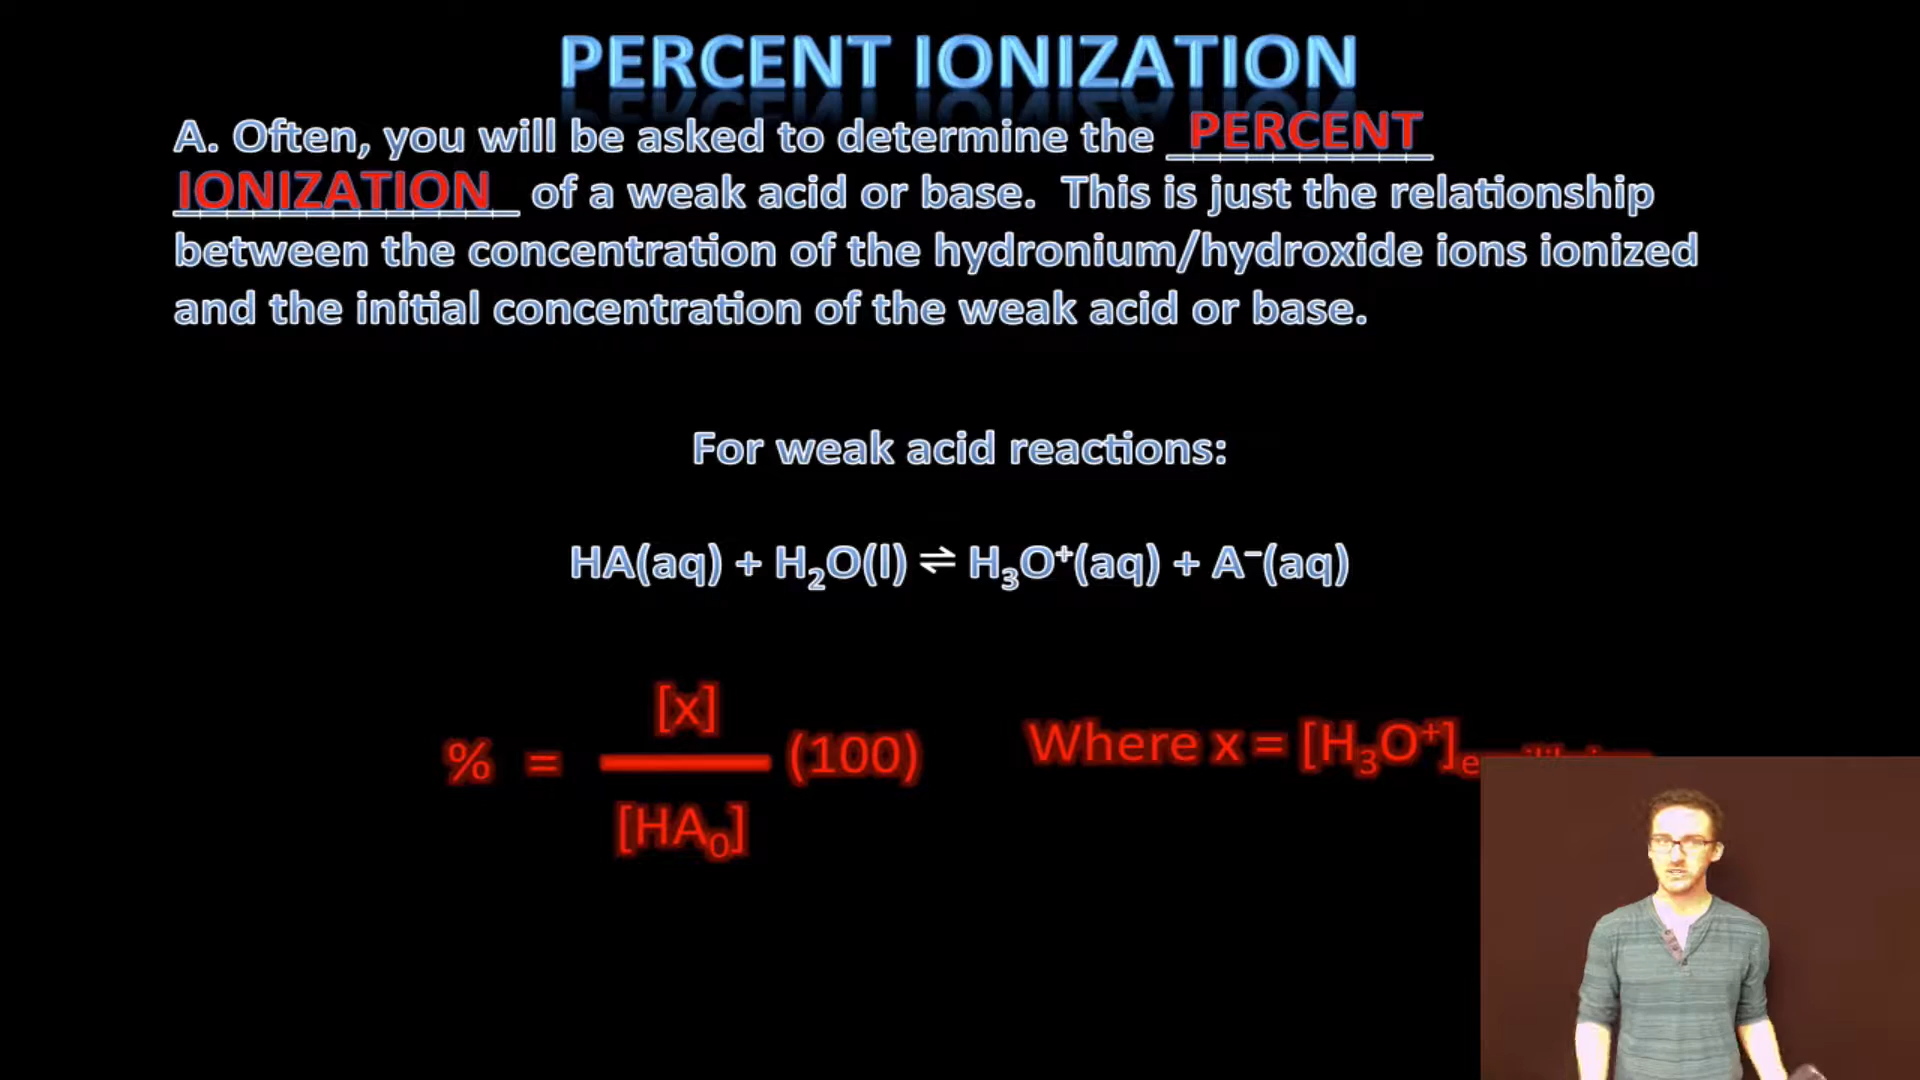 PERCENT IONIZATION
A. Often, you will be asked to determine the PERCENT
IONIZATION of a weak acid or base. This is just the relationship
between the concentration of the hydronium/hydroxide ions ionized
and the initial concentration of the weak acid or base.
For weak acid reactions:
HA(aq) + H₂O(l) ⇌ H₃O⁺(aq) + A⁻(aq)
[x]
% = (100) Where x = [H₃O⁺]
[HA₀]